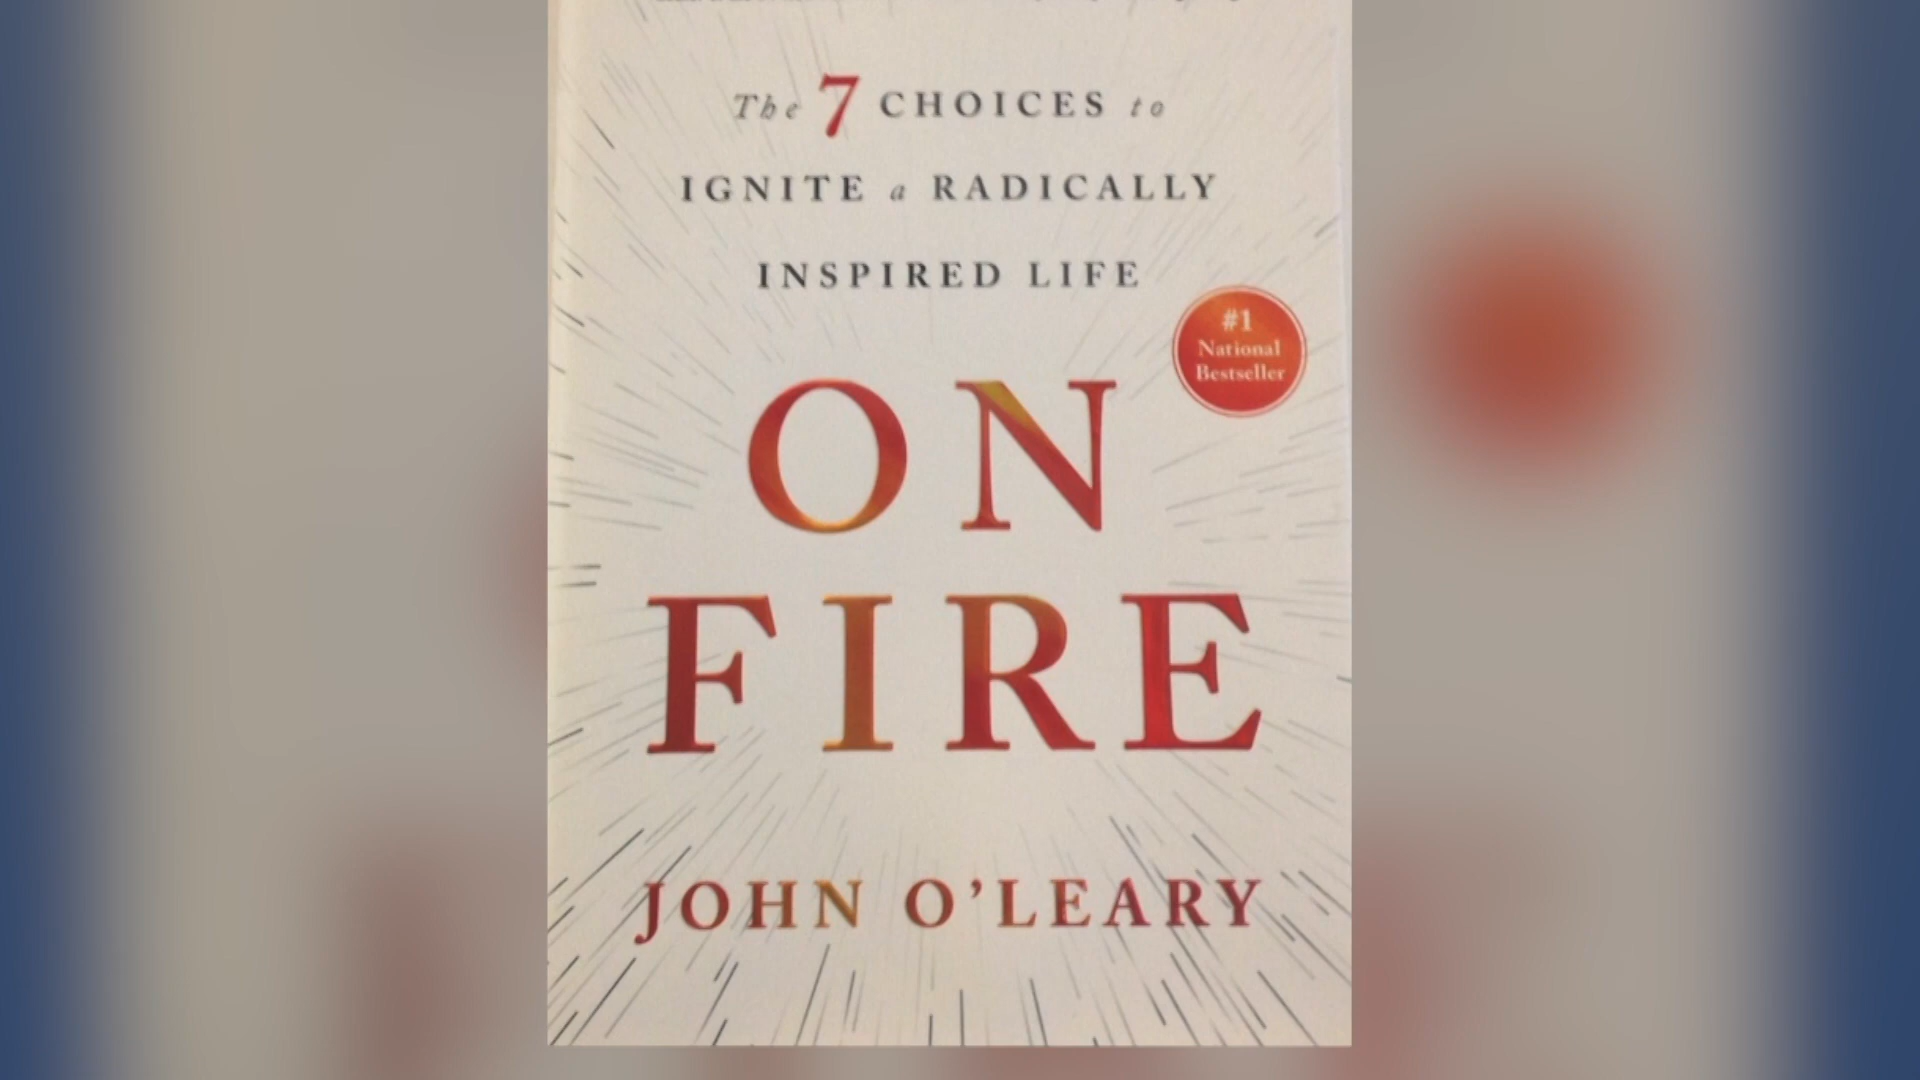 The 7 CHOICES to
IGNITE a RADICALLY
INSPIRED LIFE
#1
National
Bestseller
ON
FIRE
JOHN O'LEARY